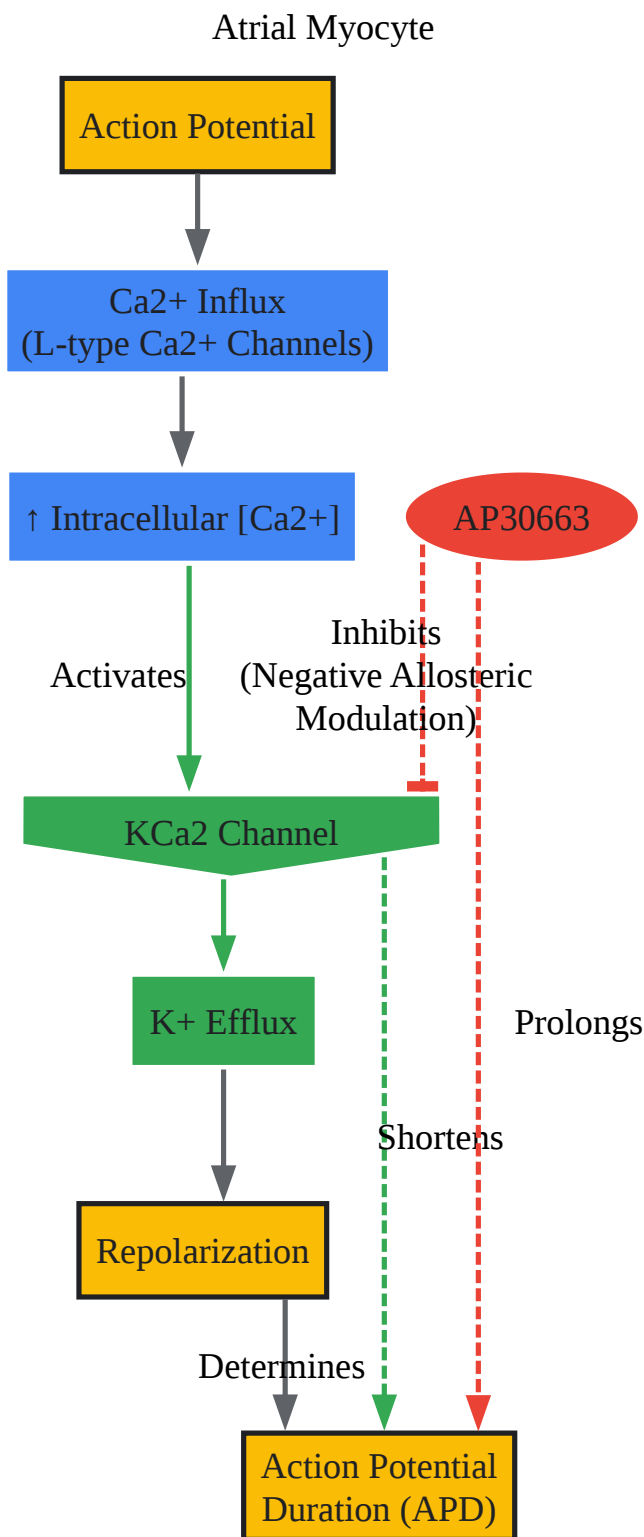 Atrial Myocyte
Action Potential
Ca2+ Influx
(L-type Ca2+ Channels)
↑ Intracellular [Ca2+]
AP30663
Activates
Inhibits
(Negative Allosteric
Modulation)
KCa2 Channel
K+ Efflux
Prolongs
Shortens
Repolarization
Determines
Action Potential
Duration (APD)